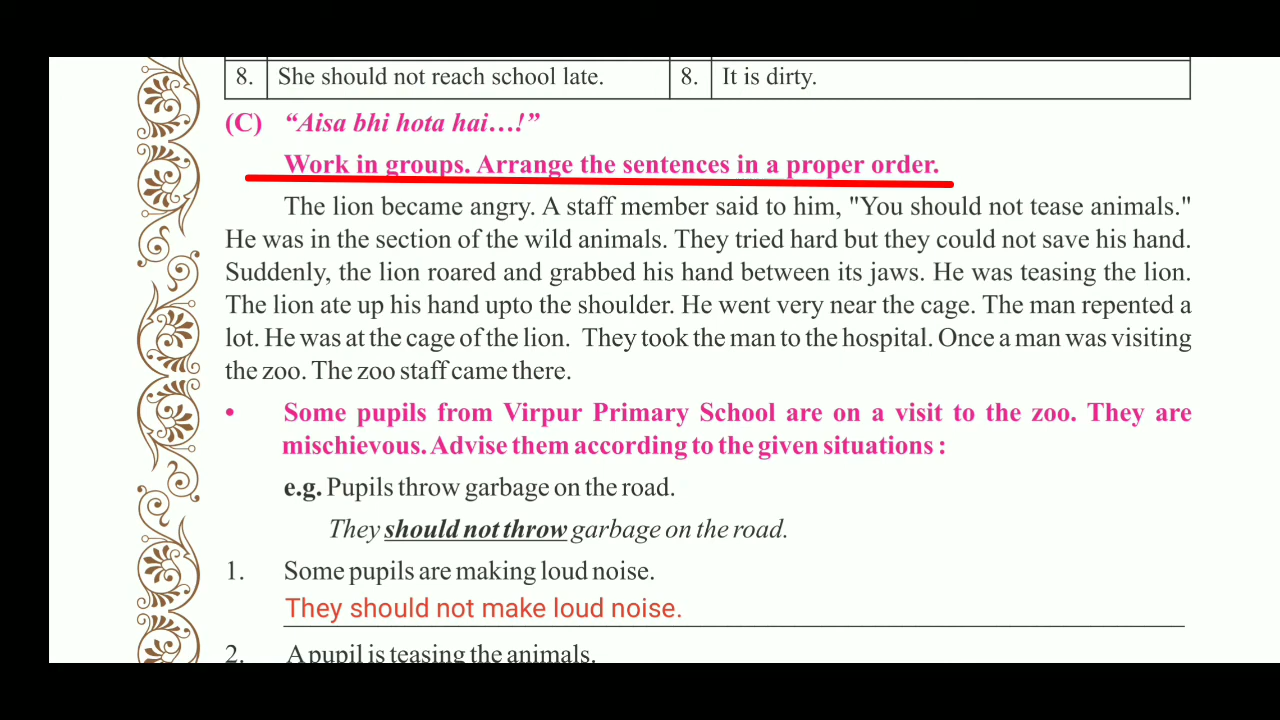 8. She should not reach school late. 8. It is dirty.
(C) “Aisa bhi hota hai…!”
Work in groups. Arrange the sentences in a proper order.
The lion became angry. A staff member said to him, "You should not tease animals."
He was in the section of the wild animals. They tried hard but they could not save his hand.
Suddenly, the lion roared and grabbed his hand between its jaws. He was teasing the lion.
The lion ate up his hand upto the shoulder. He went very near the cage. The man repented a
lot. He was at the cage of the lion. They took the man to the hospital. Once a man was visiting
the zoo. The zoo staff came there.
• Some pupils from Virpur Primary School are on a visit to the zoo. They are
mischievous. Advise them according to the given situations :
e.g. Pupils throw garbage on the road.
They should not throw garbage on the road.
1. Some pupils are making loud noise.
They should not make loud noise.
2. A pupil is teasing the animals.